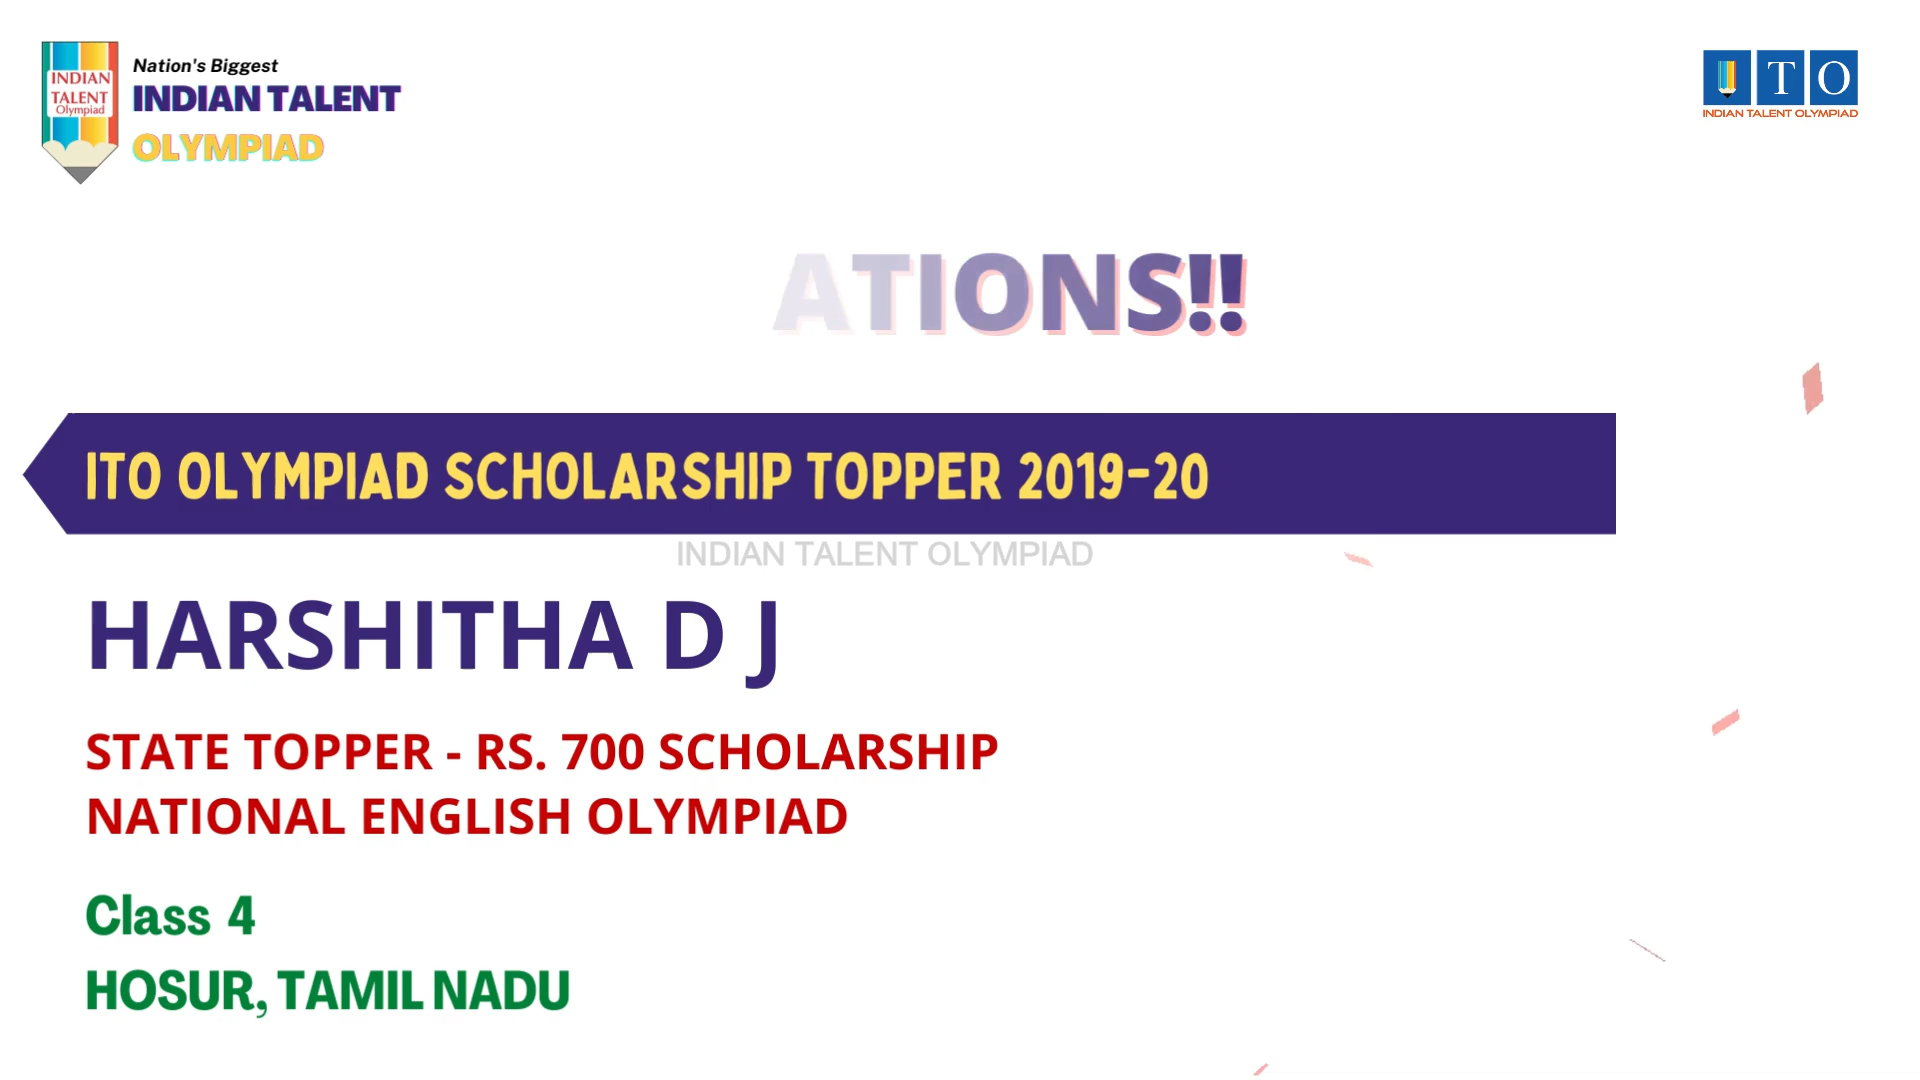 Nation's Biggest
INDIAN TALENT
OLYMPIAD
INDIAN
TALENT
Olympiad
ITO
INDIAN TALENT OLYMPIAD
ATIONS!!
ITO OLYMPIAD SCHOLARSHIP TOPPER 2019-20
INDIAN TALENT OLYMPIAD
HARSHITHA D J
STATE TOPPER - RS. 700 SCHOLARSHIP
NATIONAL ENGLISH OLYMPIAD
Class 4
HOSUR, TAMIL NADU